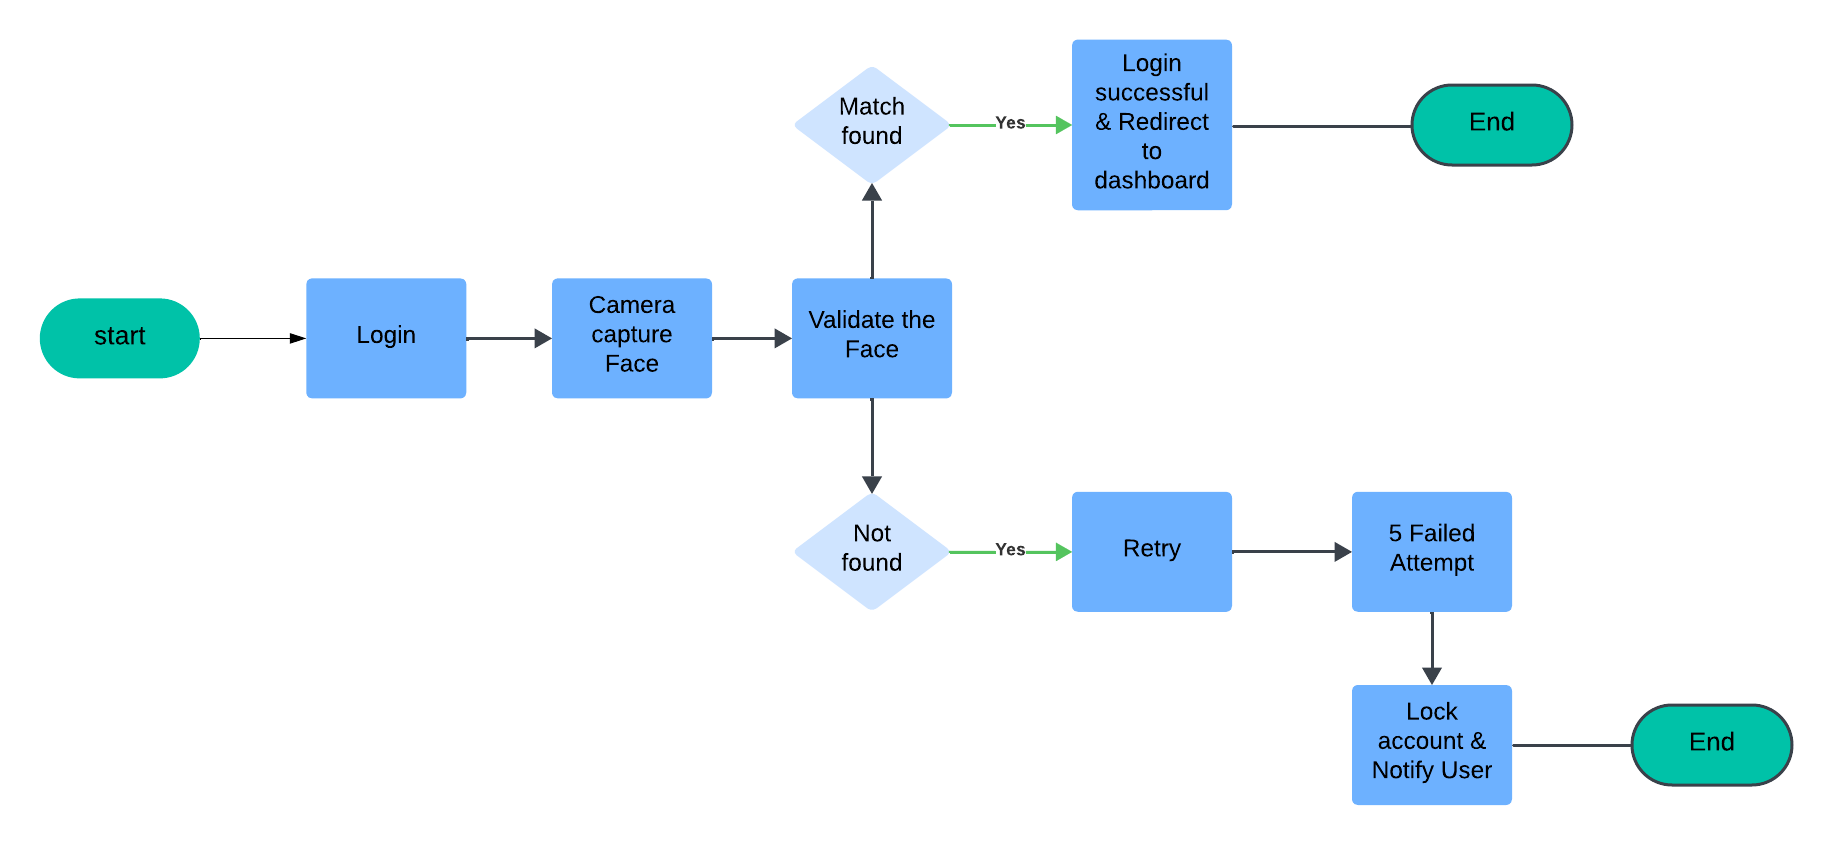 Match
found
Yes
Login
successful
& Redirect
to
dashboard
End
start
Login
Camera
capture
Face
Validate the
Face
Not
found
Yes
Retry
5 Failed
Attempt
Lock
account &
Notify User
End